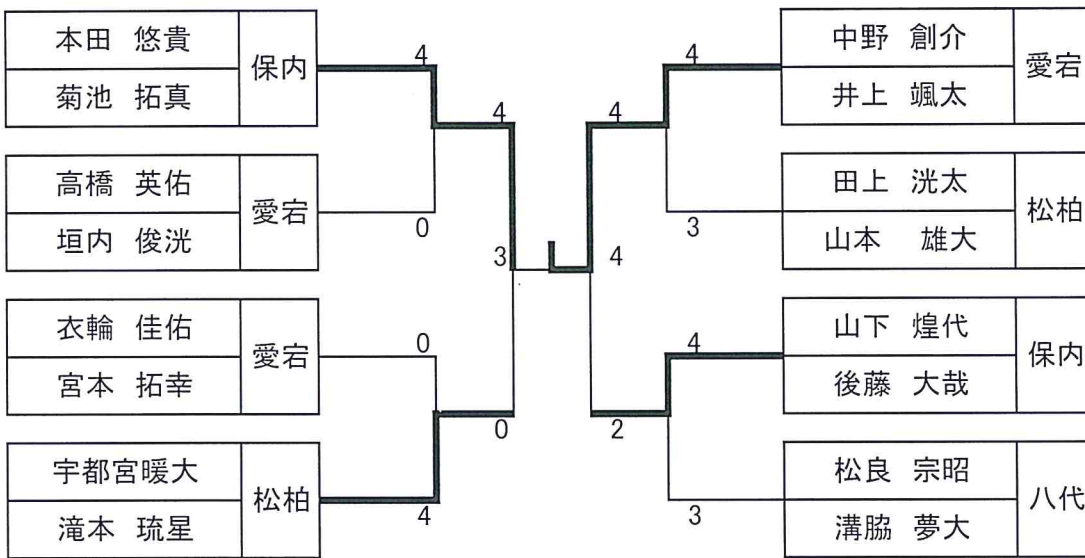 本田 悠貴
菊池 拓真
保内
高橋 英佑
垣内 俊洸
愛宕
衣輪 佳佑
宮本 拓幸
愛宕
宇都宮暖大
滝本 琉星
松柏
4
4
0
3
0
0
4
4
4
3
4
4
2
3
中野 創介
井上 颯太
愛宕
田上 洸太
山本 雄大
松柏
山下 煌代
後藤 大哉
保内
松良 宗昭
溝脇 夢大
八代